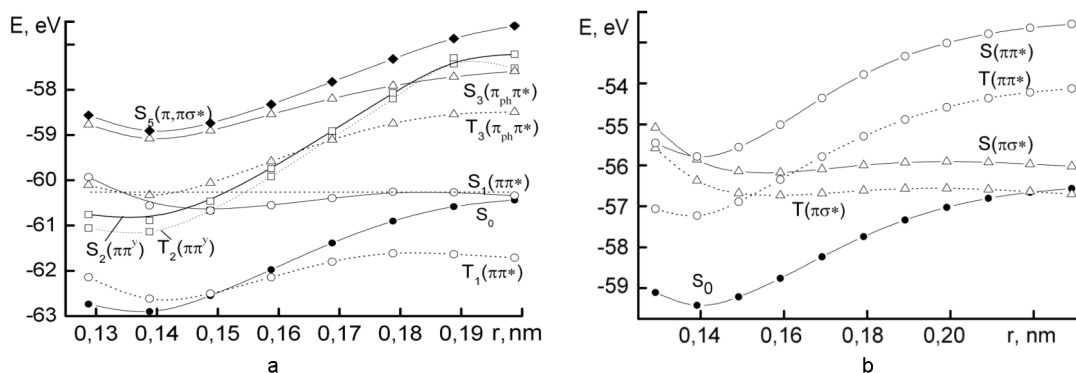 E, eV
-58
-59
-60
-61
-62
-63
S₅(π,πσ*)
S₃(π_phπ*)
T₃(π_phπ*)
S₁(ππ*)
S₀
S₂(ππʸ)
T₂(ππʸ)
T₁(ππ*)
0,13 0,14 0,15 0,16 0,17 0,18 0,19 r, nm
a
E, eV
-54
-55
-56
-57
-58
-59
S(ππ*)
T(ππ*)
S(πσ*)
T(πσ*)
S₀
0,14 0,16 0,18 0,20 r, nm
b